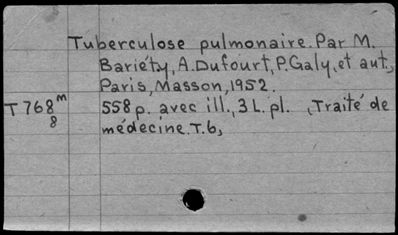 Tuberculose pulmonaire. Par M.
Bariéty, A. Dufourt, P. Galy, et aut.,
Paris, Masson, 1952.
T 768 m 558 p. avec ill., 3 L. pl. , Traité de
8 médecine. T. 6,